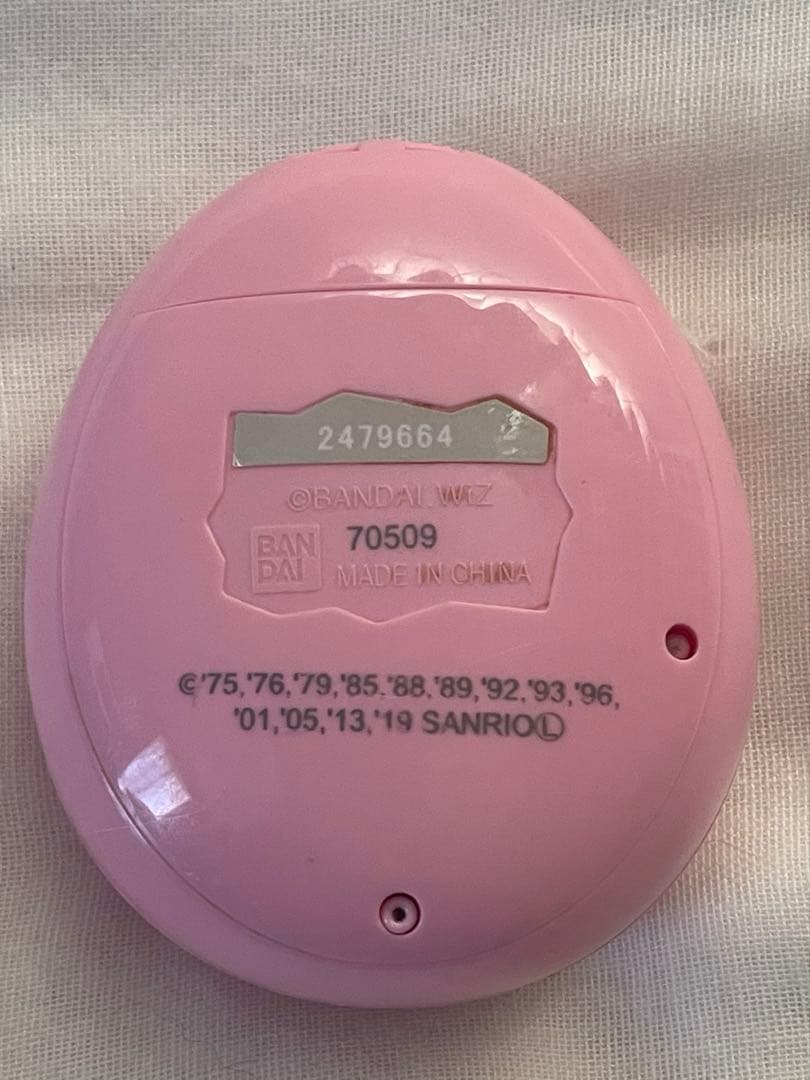 2479664
©BANDAI.WiZ
BAN
DAI
70509
MADE IN CHINA
©'75,'76,'79,'85.'88.'89,'92,'93,'96,
'01,'05,'13,'19 SANRIOⓁ